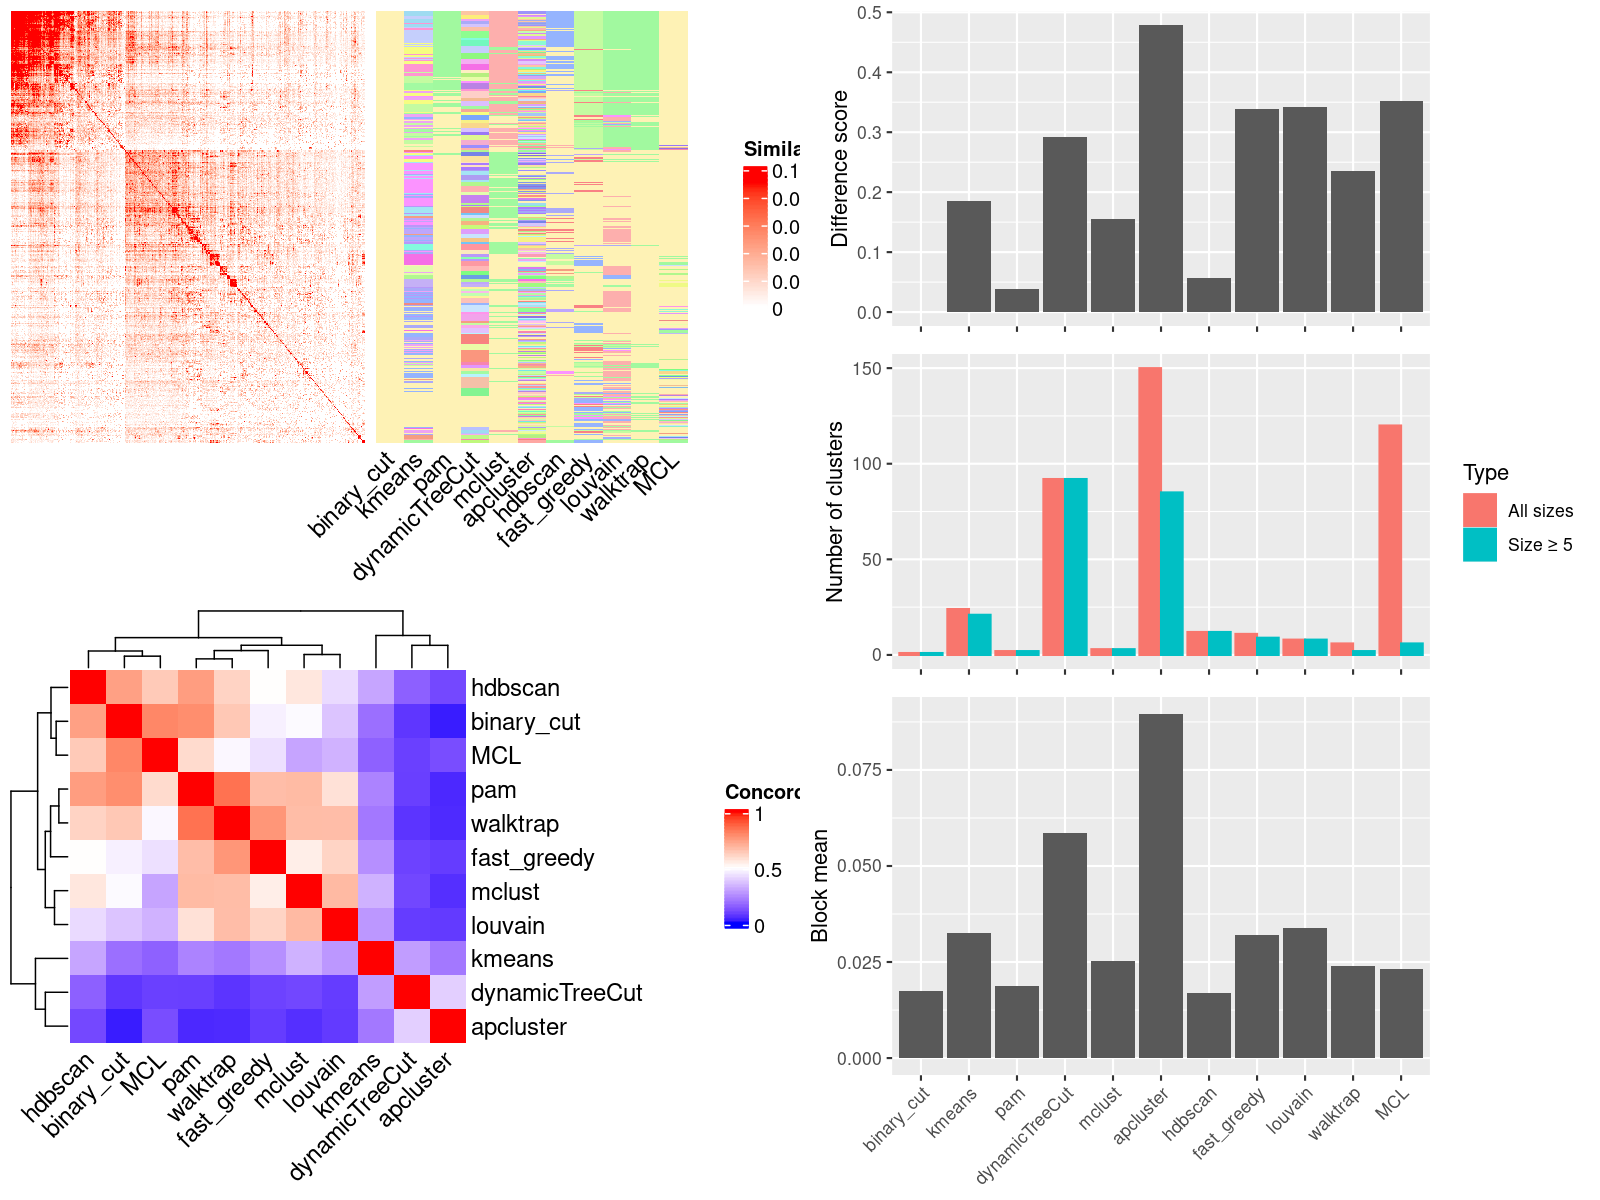 Simila
0.1
0.0
0.0
0.0
0.0
0
binary_cut
kmeans
pam
dynamicTreeCut
mclust
apcluster
hdbscan
fast_greedy
louvain
walktrap
MCL
hdbscan
binary_cut
MCL
pam
walktrap
fast_greedy
mclust
louvain
kmeans
dynamicTreeCut
apcluster
hdbscan
binary_cut
MCL
pam
walktrap
fast_greedy
mclust
louvain
kmeans
dynamicTreeCut
apcluster
Concord
1
0.5
0
Difference score
0.5
0.4
0.3
0.2
0.1
0.0
Number of clusters
150
100
50
0
Type
All sizes
Size ≥ 5
Block mean
0.075
0.050
0.025
0.000
binary_cut
kmeans
pam
dynamicTreeCut
mclust
apcluster
hdbscan
fast_greedy
louvain
walktrap
MCL